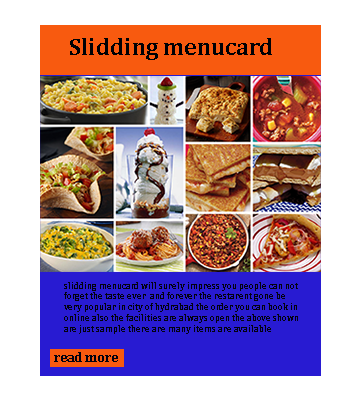 Slidding menucard
slidding menucard will surely impress you people can not
forget the taste ever and forever the restarent gone be
very popular in city of hydrabad the order you can book in
online also the facilities are always open the above shown
are just sample there are many items are available
read more